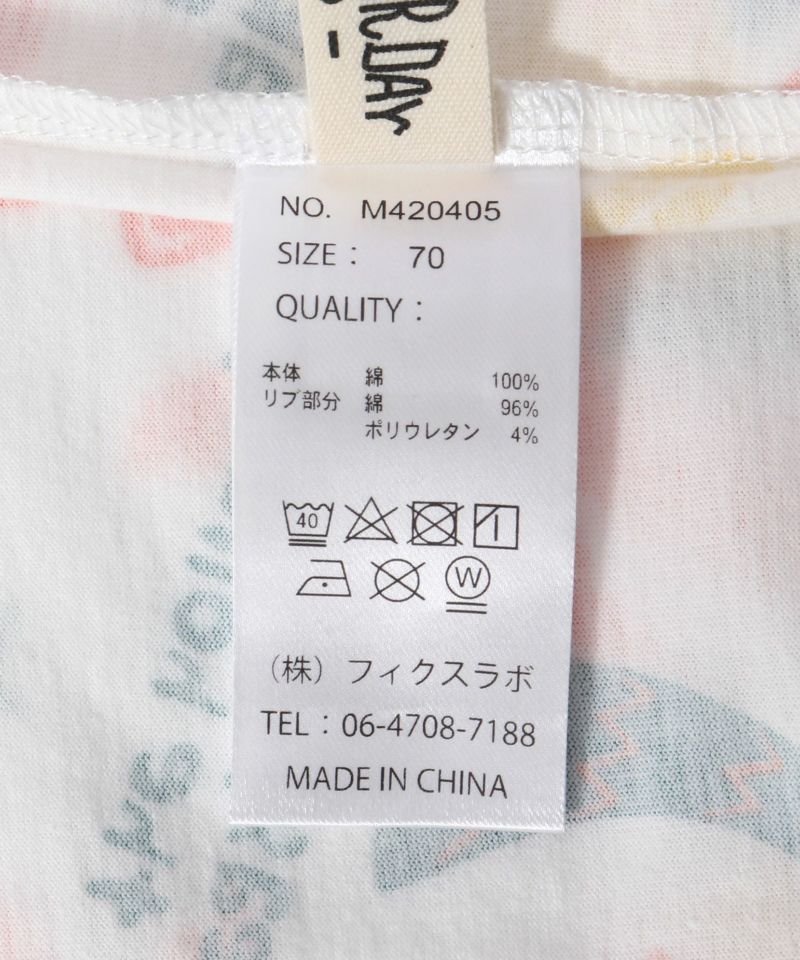 RDAY
NO. M420405
SIZE : 70
QUALITY :
本体 綿 100%
リブ部分 綿 96%
ポリウレタン 4%
40
W
(株) フィクスラボ
TEL : 06-4708-7188
MADE IN CHINA